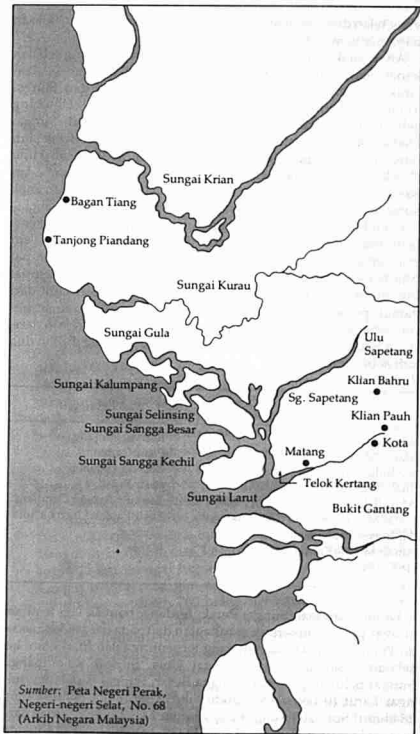 Sungai Krian
Bagan Tiang
Tanjong Piandang
Sungai Kurau
Sungai Gula
Ulu
Sapetang
Sungai Kalumpang
Klian Bahru
Sg. Sapetang
Sungai Selinsing
Klian Pauh
Sungai Sangga Besar
Kota
Matang
Sungai Sangga Kechil
Telok Kertang
Sungai Larut
Bukit Gantang
Sumber: Peta Negeri Perak,
Negeri-negeri Selat, No. 68
(Arkib Negara Malaysia)